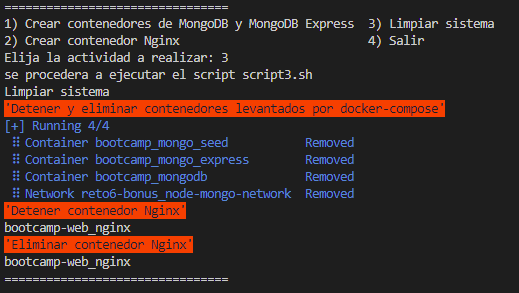 ================================
1) Crear contenedores de MongoDB y MongoDB Express  3) Limpiar sistema
2) Crear contenedor Nginx                           4) Salir
Elija la actividad a realizar: 3
se procedera a ejecutar el script script3.sh
Limpiar sistema
'Detener y eliminar contenedores levantados por docker-compose'
[+] Running 4/4
 ⠿ Container bootcamp_mongo_seed           Removed
 ⠿ Container bootcamp_mongo_express        Removed
 ⠿ Container bootcamp_mongodb              Removed
 ⠿ Network reto6-bonus_node-mongo-network  Removed
'Detener contenedor Nginx'
bootcamp-web_nginx
'Eliminar contenedor Nginx'
bootcamp-web_nginx
================================